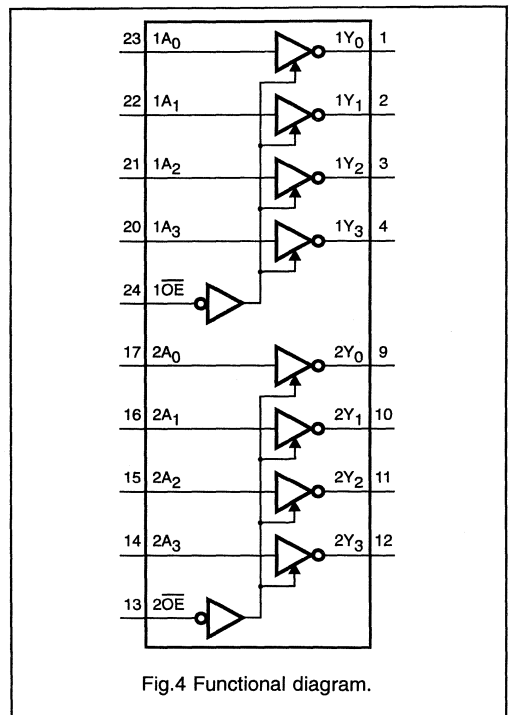 23 1A0 1Y0 1
22 1A1 1Y1 2
21 1A2 1Y2 3
20 1A3 1Y3 4
24 1O̅E̅
17 2A0 2Y0 9
16 2A1 2Y1 10
15 2A2 2Y2 11
14 2A3 2Y3 12
13 2O̅E̅
Fig.4 Functional diagram.